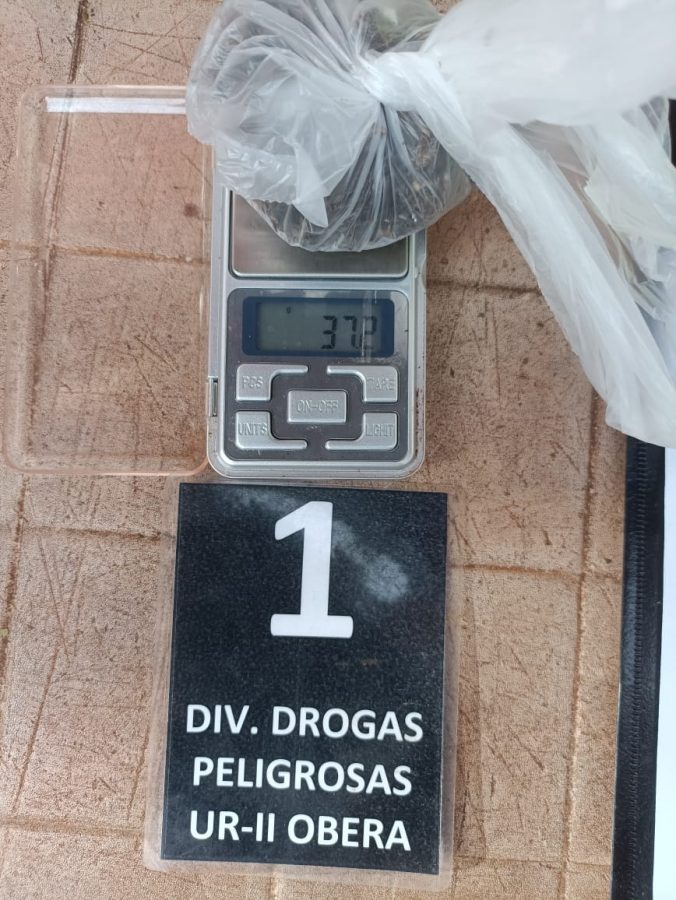 37.2
PCS
TARE
ON-OFF
UNITS
LIGHT
1
DIV. DROGAS
PELIGROSAS
UR-II OBERA